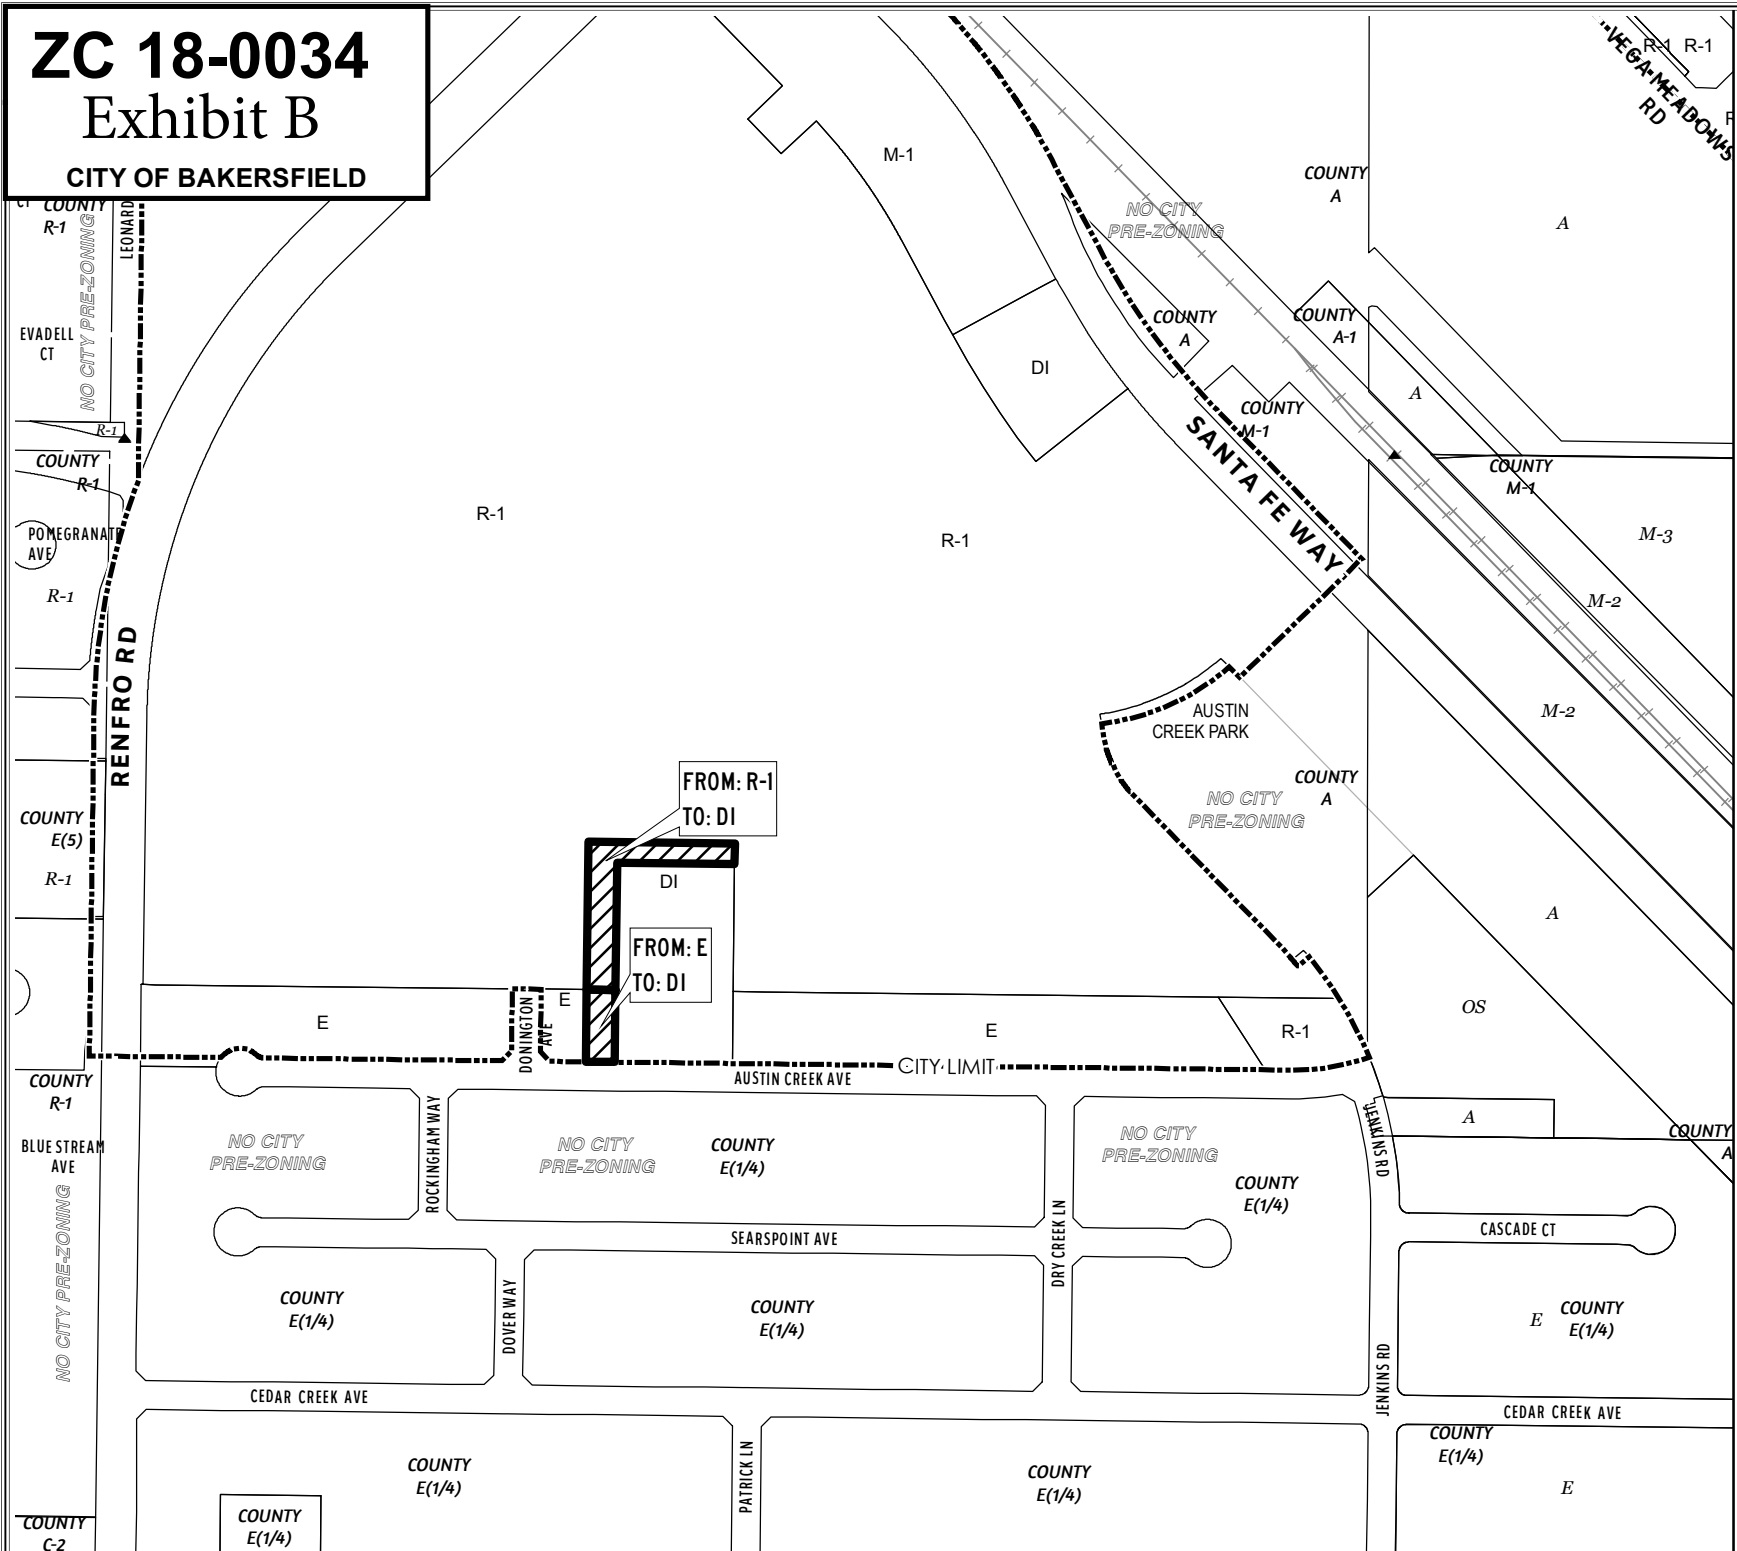 ZC 18-0034
Exhibit B
CITY OF BAKERSFIELD
CT COUNTY
R-1
LEONARD
NO CITY PRE-ZONING
EVADELL
CT
R-1
COUNTY
R-1
POMEGRANATE
AVE
R-1
RENFRO RD
COUNTY
E(5)
R-1
COUNTY
R-1
BLUE STREAM
AVE
NO CITY PRE-ZONING
COUNTY
C-2
M-1
DI
R-1
R-1
NO CITY
PRE-ZONING
COUNTY
A
COUNTY
A
COUNTY
A-1
A
R-1
R-1
VEGA MEADOWS
RD
A
COUNTY
M-1
SANTA FE WAY
COUNTY
M-1
M-3
M-2
M-2
AUSTIN
CREEK PARK
COUNTY
A
NO CITY
PRE-ZONING
A
OS
FROM: R-1
TO: DI
DI
FROM: E
TO: DI
E
DONINGTON
AVE
E
E
R-1
CITY LIMIT
AUSTIN CREEK AVE
NO CITY
PRE-ZONING
ROCKINGHAM WAY
NO CITY
PRE-ZONING
COUNTY
E(1/4)
NO CITY
PRE-ZONING
COUNTY
E(1/4)
JENKINS RD
A
COUNTY
A
SEARSPOINT AVE
DRY CREEK LN
CASCADE CT
COUNTY
E(1/4)
DOVER WAY
COUNTY
E(1/4)
E
COUNTY
E(1/4)
JENKINS RD
CEDAR CREEK AVE
CEDAR CREEK AVE
COUNTY
E(1/4)
PATRICK LN
COUNTY
E(1/4)
COUNTY
E(1/4)
E
COUNTY
E(1/4)